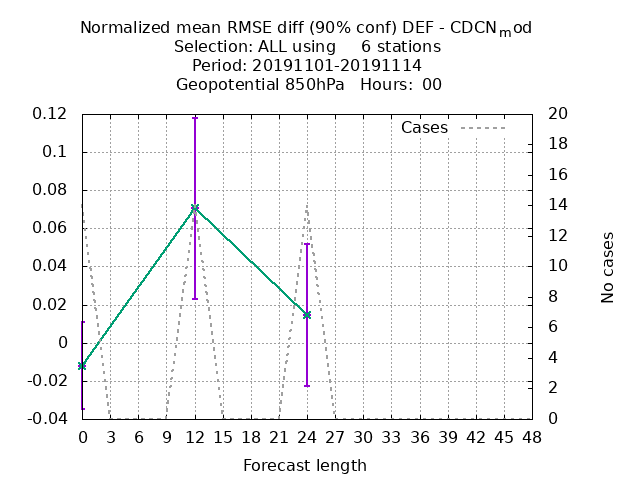 Normalized mean RMSE diff (90% conf) DEF - CDCN_mod
Selection: ALL using 6 stations
Period: 20191101-20191114
Geopotential 850hPa Hours: 00
Cases
0.12
0.1
0.08
0.06
0.04
0.02
0
-0.02
-0.04
20
18
16
14
12
10
8
6
4
2
0
No cases
0 3 6 9 12 15 18 21 24 27 30 33 36 39 42 45 48
Forecast length